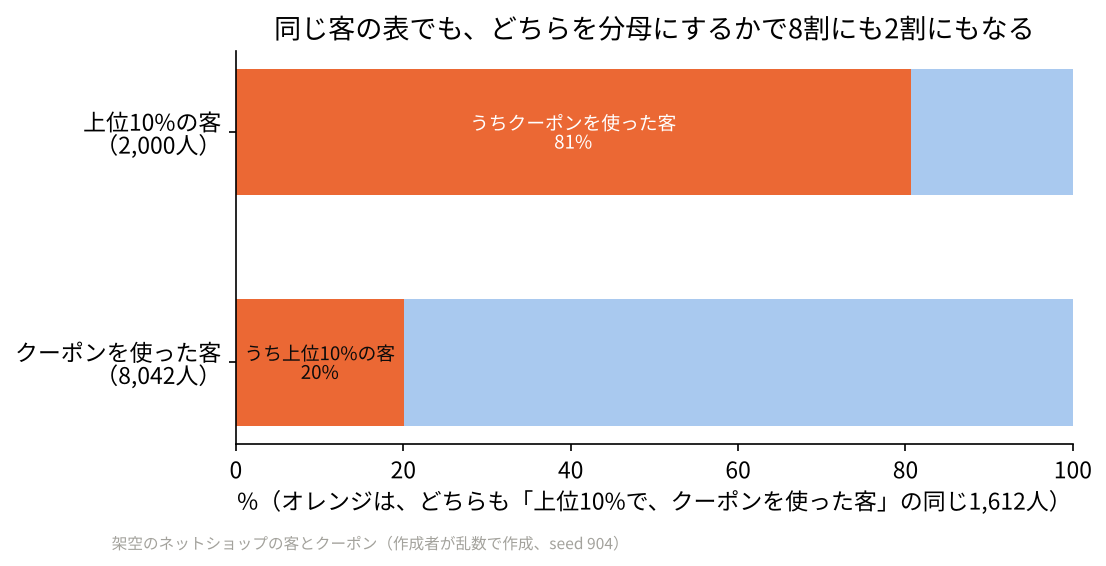 同じ客の表でも、どちらを分母にするかで8割にも2割にもなる
上位10%の客
（2,000人）
うちクーポンを使った客
81%
クーポンを使った客
（8,042人）
うち上位10%の客
20%
0 20 40 60 80 100
%（オレンジは、どちらも「上位10%で、クーポンを使った客」の同じ1,612人）
架空のネットショップの客とクーポン（作成者が乱数で作成、seed 904）